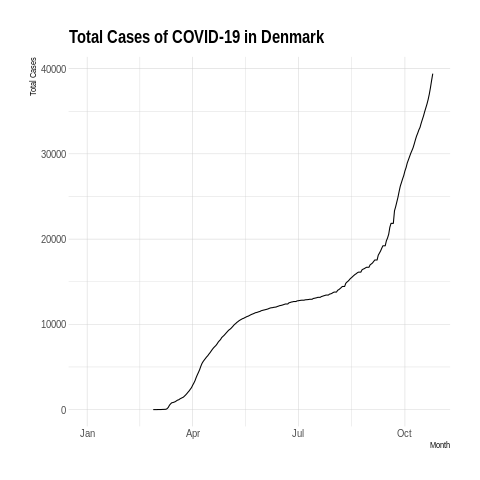 Total Cases of COVID-19 in Denmark
Total Cases
40000
30000
20000
10000
0
Jan Apr Jul Oct
Month